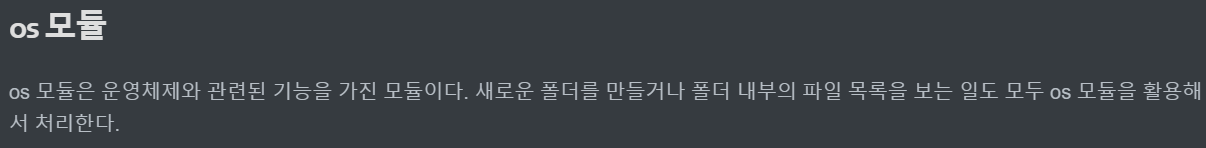 os 모듈
os 모듈은 운영체제와 관련된 기능을 가진 모듈이다. 새로운 폴더를 만들거나 폴더 내부의 파일 목록을 보는 일도 모두 os 모듈을 활용해
서 처리한다.